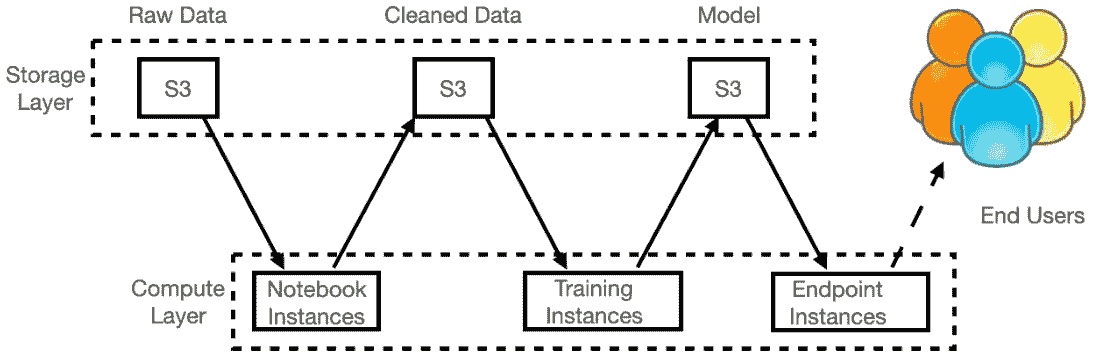 Raw Data
Cleaned Data
Model
Storage
Layer
S3
S3
S3
End Users
Compute
Layer
Notebook
Instances
Training
Instances
Endpoint
Instances